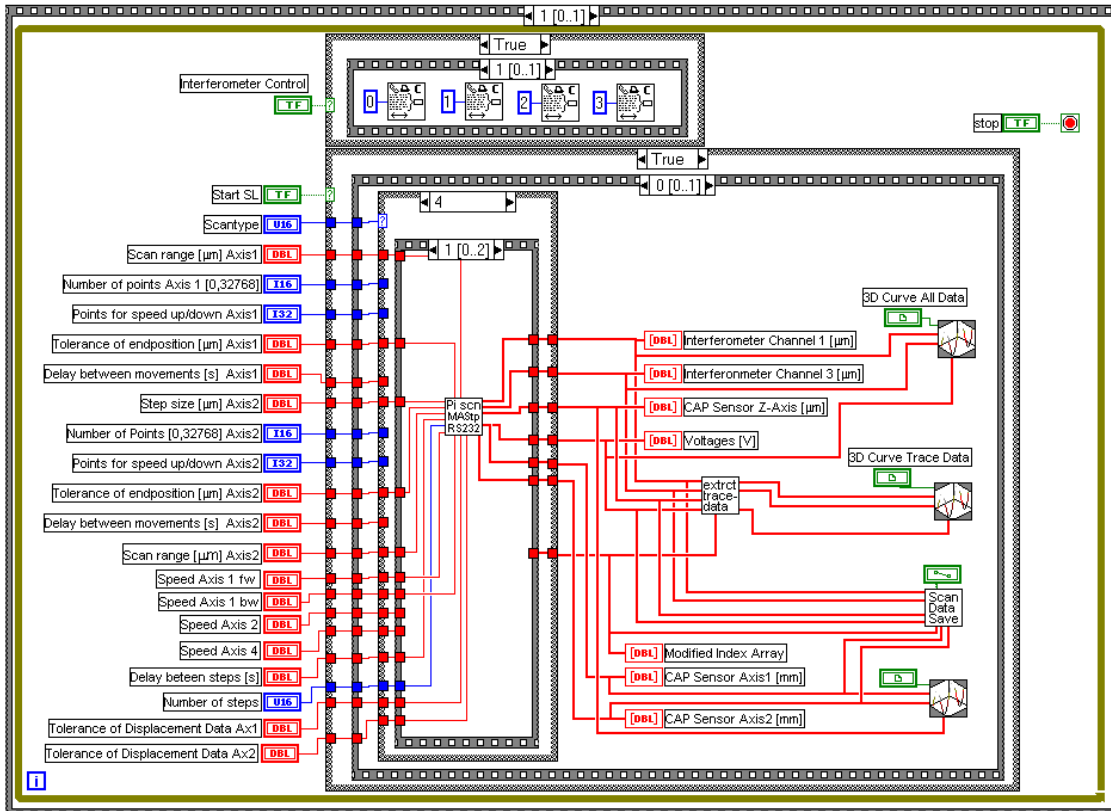 1 [0..1]
True
1 [0..1]
Interferometer Control
TF
?
0
1
2
3
C
C
C
C
stop
TF
True
0 [0..1]
Start SL
TF
?
4
Scantype
U16
?
1 [0..2]
Scan range [µm] Axis1
DBL
Number of points Axis 1 [0,32768]
I16
Points for speed up/down Axis1
I32
Tolerance of endposition [µm] Axis1
DBL
Delay between movements [s] Axis1
DBL
Step size [µm] Axis2
DBL
Number of Points [0,32768] Axis2
I16
Points for speed up/down Axis2
I32
Tolerance of endposition [µm] Axis2
DBL
Delay between movements [s] Axis2
DBL
Scan range [µm] Axis2
DBL
Speed Axis 1 fw
DBL
Speed Axis 1 bw
DBL
Speed Axis 2
DBL
Speed Axis 4
DBL
Delay beteen steps [s]
DBL
Number of steps
U16
Tolerance of Displacement Data Ax1
DBL
Tolerance of Displacement Data Ax2
DBL
i
Pi scn
MAStp
RS232
3D Curve All Data
[DBL]
Interferometer Channel 1 [µm]
[DBL]
Interferonmeter Channel 3 [µm]
[DBL]
CAP Sensor Z-Axis [µm]
[DBL]
Voltages [V]
3D Curve Trace Data
extrct
trace-
data
Scan
Data
Save
[DBL]
Modified Index Array
[DBL]
CAP Sensor Axis1 [mm]
[DBL]
CAP Sensor Axis2 [mm]